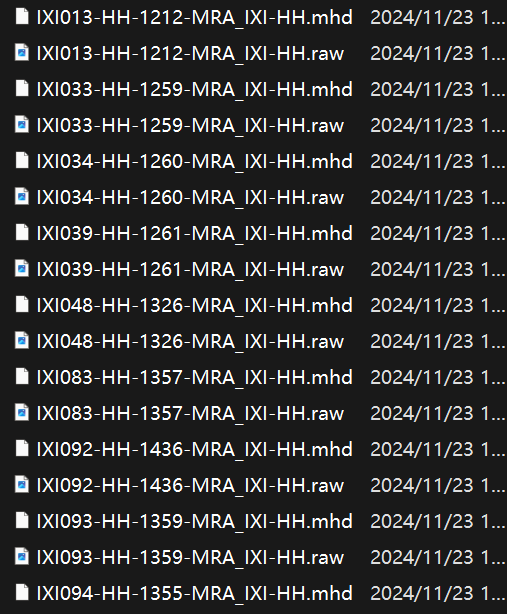 IXI013-HH-1212-MRA_IXI-HH.mhd 2024/11/23 1...
IXI013-HH-1212-MRA_IXI-HH.raw 2024/11/23 1...
IXI033-HH-1259-MRA_IXI-HH.mhd 2024/11/23 1...
IXI033-HH-1259-MRA_IXI-HH.raw 2024/11/23 1...
IXI034-HH-1260-MRA_IXI-HH.mhd 2024/11/23 1...
IXI034-HH-1260-MRA_IXI-HH.raw 2024/11/23 1...
IXI039-HH-1261-MRA_IXI-HH.mhd 2024/11/23 1...
IXI039-HH-1261-MRA_IXI-HH.raw 2024/11/23 1...
IXI048-HH-1326-MRA_IXI-HH.mhd 2024/11/23 1...
IXI048-HH-1326-MRA_IXI-HH.raw 2024/11/23 1...
IXI083-HH-1357-MRA_IXI-HH.mhd 2024/11/23 1...
IXI083-HH-1357-MRA_IXI-HH.raw 2024/11/23 1...
IXI092-HH-1436-MRA_IXI-HH.mhd 2024/11/23 1...
IXI092-HH-1436-MRA_IXI-HH.raw 2024/11/23 1...
IXI093-HH-1359-MRA_IXI-HH.mhd 2024/11/23 1...
IXI093-HH-1359-MRA_IXI-HH.raw 2024/11/23 1...
IXI094-HH-1355-MRA_IXI-HH.mhd 2024/11/23 1...